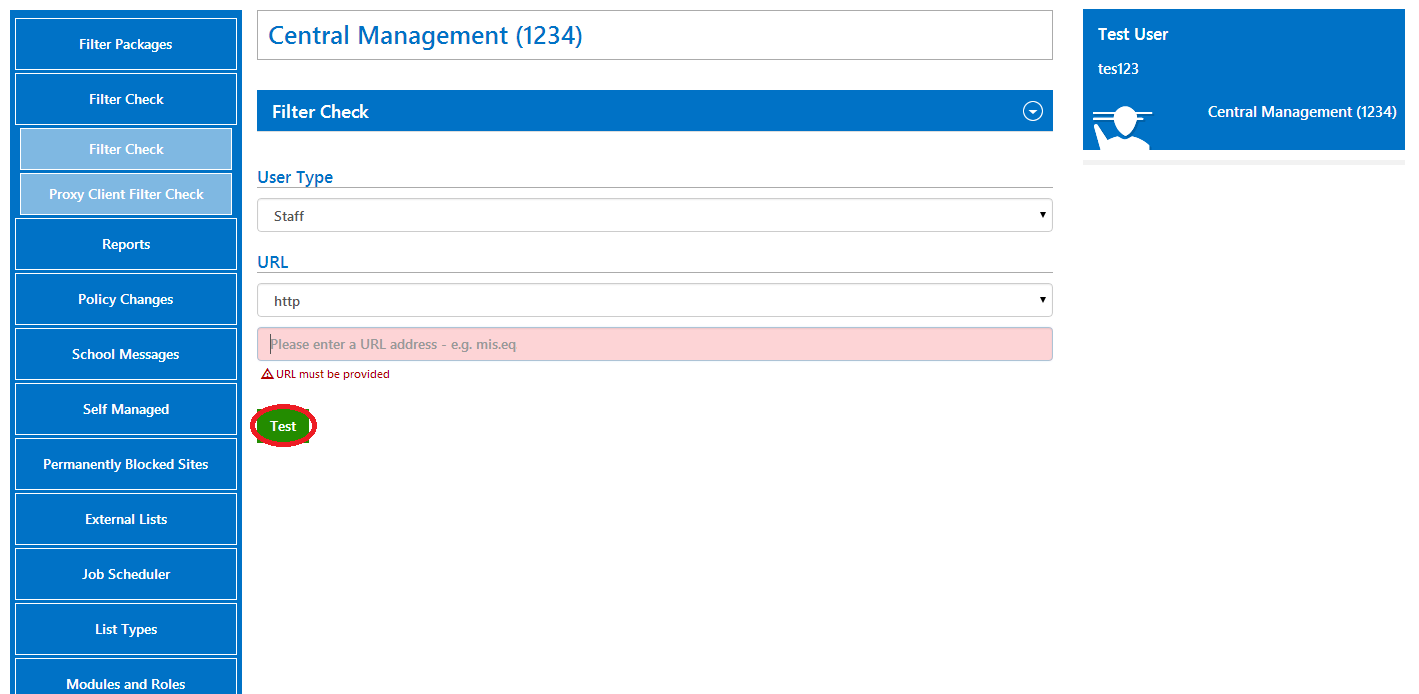 Filter Packages
Filter Check
Filter Check
Proxy Client Filter Check
Reports
Policy Changes
School Messages
Self Managed
Permanently Blocked Sites
External Lists
Job Scheduler
List Types
Modules and Roles
Central Management (1234)
Filter Check
User Type
Staff
URL
http
Please enter a URL address - e.g. mis.eq
URL must be provided
Test
Test User
tes123
Central Management (1234)